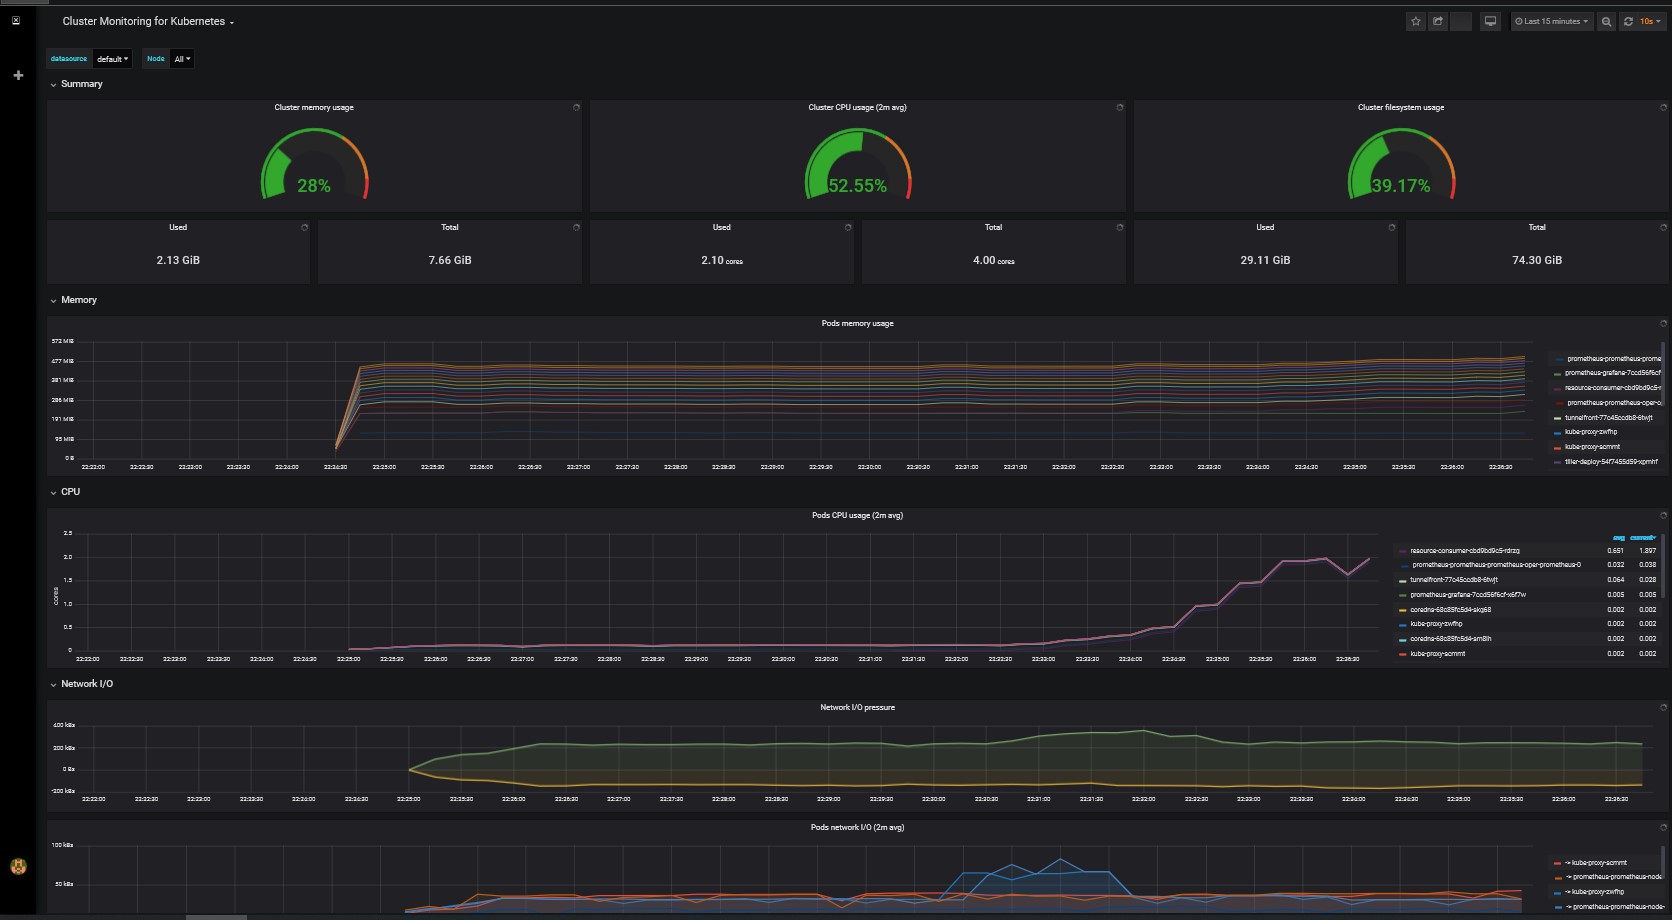 Cluster Monitoring for Kubernetes
Last 15 minutes
10s
datasource default Node All
Summary
Cluster memory usage
28%
Cluster CPU usage (2m avg)
52.55%
Cluster filesystem usage
39.17%
Used
2.13 GiB
Total
7.66 GiB
Used
2.10 cores
Total
4.00 cores
Used
29.11 GiB
Total
74.30 GiB
Memory
Pods memory usage
572 MiB
477 MiB
381 MiB
286 MiB
191 MiB
95 MiB
0 B
22:22:00 22:22:30 22:23:00 22:23:30 22:24:00 22:24:30 22:25:00 22:25:30 22:26:00 22:26:30 22:27:00 22:27:30 22:28:00 22:28:30 22:29:00 22:29:30 22:30:00 22:30:30 22:31:00 22:31:30 22:32:00 22:32:30 22:33:00 22:33:30 22:34:00 22:34:30 22:35:00 22:35:30 22:36:00 22:36:30
prometheus-prometheus-prome
prometheus-grafana-7ccd56f6cf
resource-consumer-cbd9bd9c5-r
prometheus-prometheus-oper-o
tunnelfront-77c45ccdb8-6twjt
kube-proxy-zwfhp
kube-proxy-scmmt
tiller-deploy-54f7455d59-xpmhf
CPU
Pods CPU usage (2m avg)
cores
2.5
2.0
1.5
1.0
0.5
0
22:22:00 22:22:30 22:23:00 22:23:30 22:24:00 22:24:30 22:25:00 22:25:30 22:26:00 22:26:30 22:27:00 22:27:30 22:28:00 22:28:30 22:29:00 22:29:30 22:30:00 22:30:30 22:31:00 22:31:30 22:32:00 22:32:30 22:33:00 22:33:30 22:34:00 22:34:30 22:35:00 22:35:30 22:36:00 22:36:30
avg current
resource-consumer-cbd9bd9c5-rdrzg 0.651 1.897
prometheus-prometheus-prometheus-oper-prometheus-0 0.032 0.038
tunnelfront-77c45ccdb8-6twjt 0.064 0.028
prometheus-grafana-7ccd56f6cf-x6f7w 0.005 0.005
coredns-68c85fc5d4-skg68 0.002 0.002
kube-proxy-zwfhp 0.002 0.002
coredns-68c85fc5d4-sm8lh 0.002 0.002
kube-proxy-scmmt 0.002 0.002
Network I/O
Network I/O pressure
400 kBs
200 kBs
0 Bs
-200 kBs
22:22:00 22:22:30 22:23:00 22:23:30 22:24:00 22:24:30 22:25:00 22:25:30 22:26:00 22:26:30 22:27:00 22:27:30 22:28:00 22:28:30 22:29:00 22:29:30 22:30:00 22:30:30 22:31:00 22:31:30 22:32:00 22:32:30 22:33:00 22:33:30 22:34:00 22:34:30 22:35:00 22:35:30 22:36:00 22:36:30
Pods network I/O (2m avg)
100 kBs
50 kBs
-> kube-proxy-scmmt
-> prometheus-prometheus-node
-> kube-proxy-zwfhp
-> prometheus-prometheus-node-